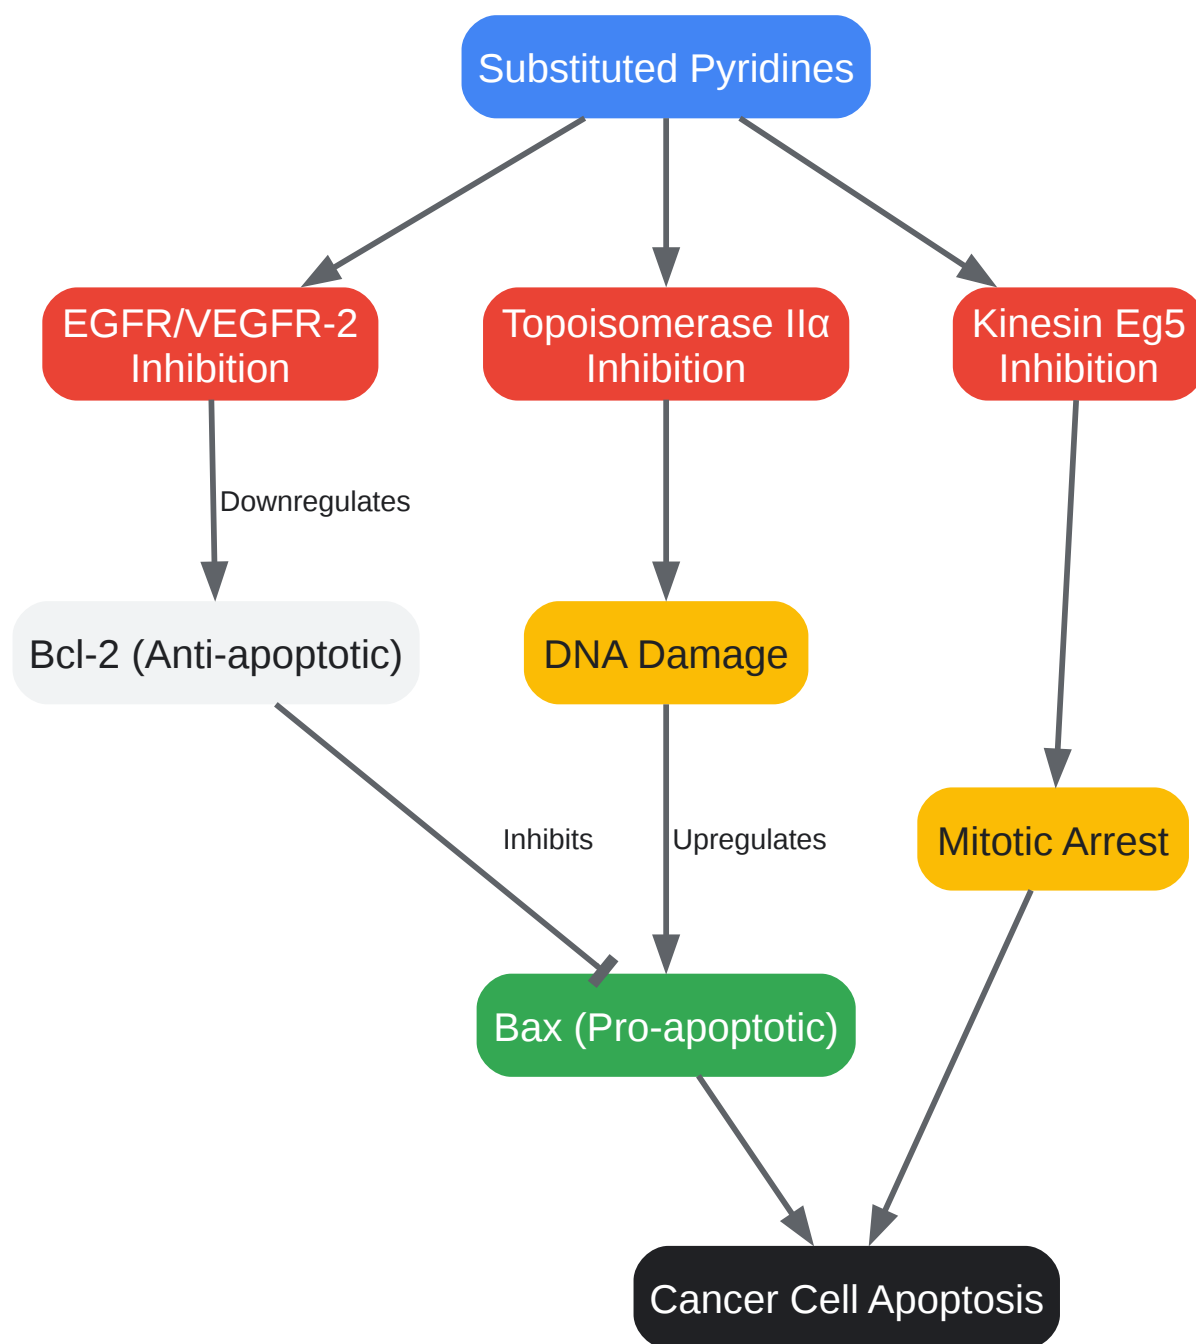 Substituted Pyridines
EGFR/VEGFR-2
Inhibition
Topoisomerase IIα
Inhibition
Kinesin Eg5
Inhibition
Downregulates
Bcl-2 (Anti-apoptotic)
DNA Damage
Inhibits
Upregulates
Mitotic Arrest
Bax (Pro-apoptotic)
Cancer Cell Apoptosis